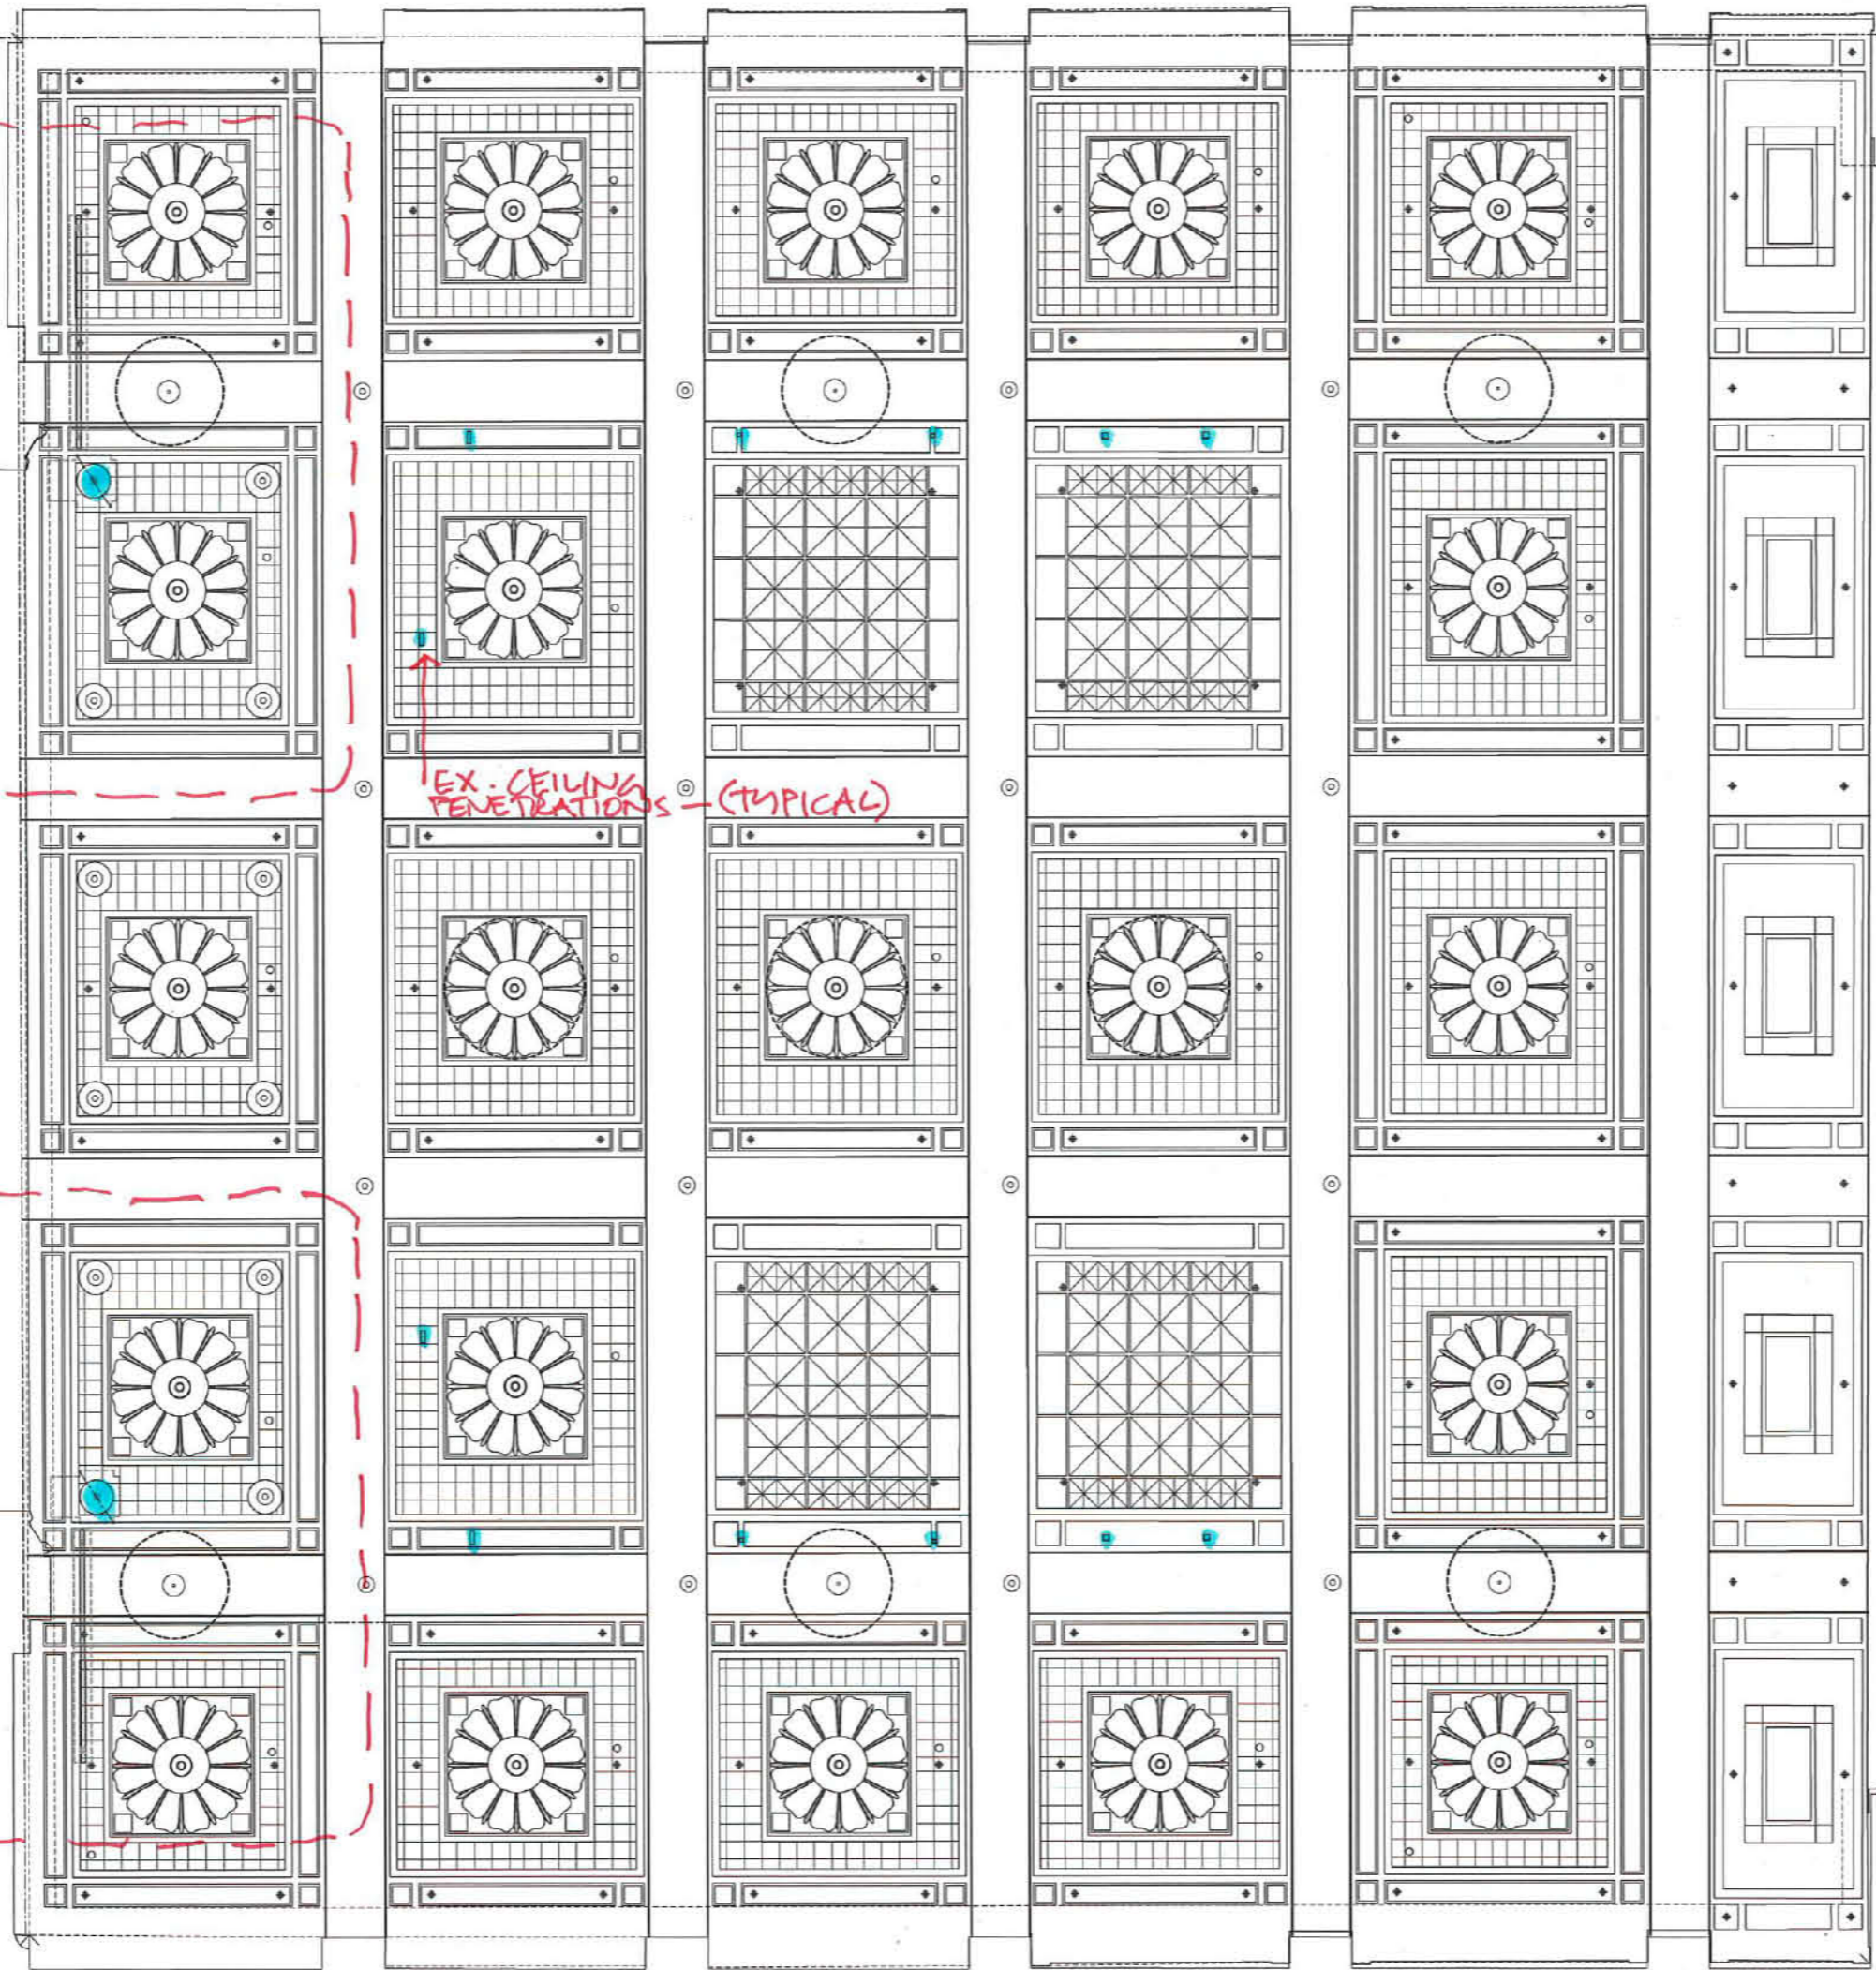 EX. CEILING
PENETRATIONS - (TYPICAL)